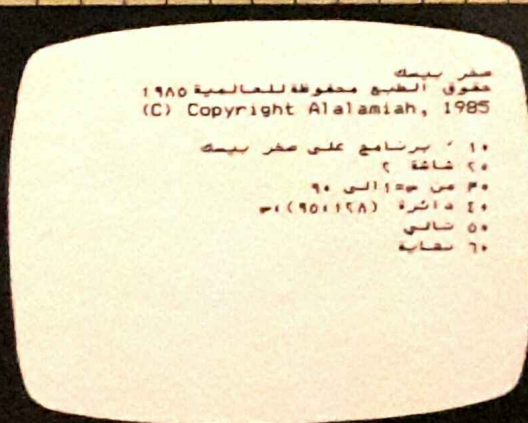 صخر بيسك
حقوق الطبع محفوظة للعالمية ١٩٨٥
(C) Copyright Alalamiah, 1985
١٠ ' برنامج على صخر بيسك
٢٠ شاشة ٢
٣٠ من س=١ الى ٩٠
٤٠ دائرة (١٢٨،٩٥)،س
٥٠ تالي
٦٠ نهاية